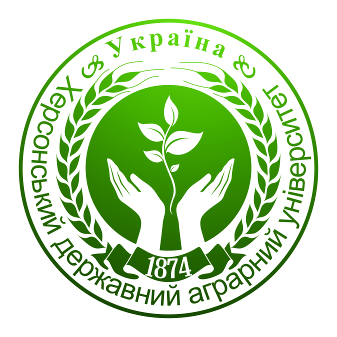 Україна
Херсонський державний аграрний університет
1874